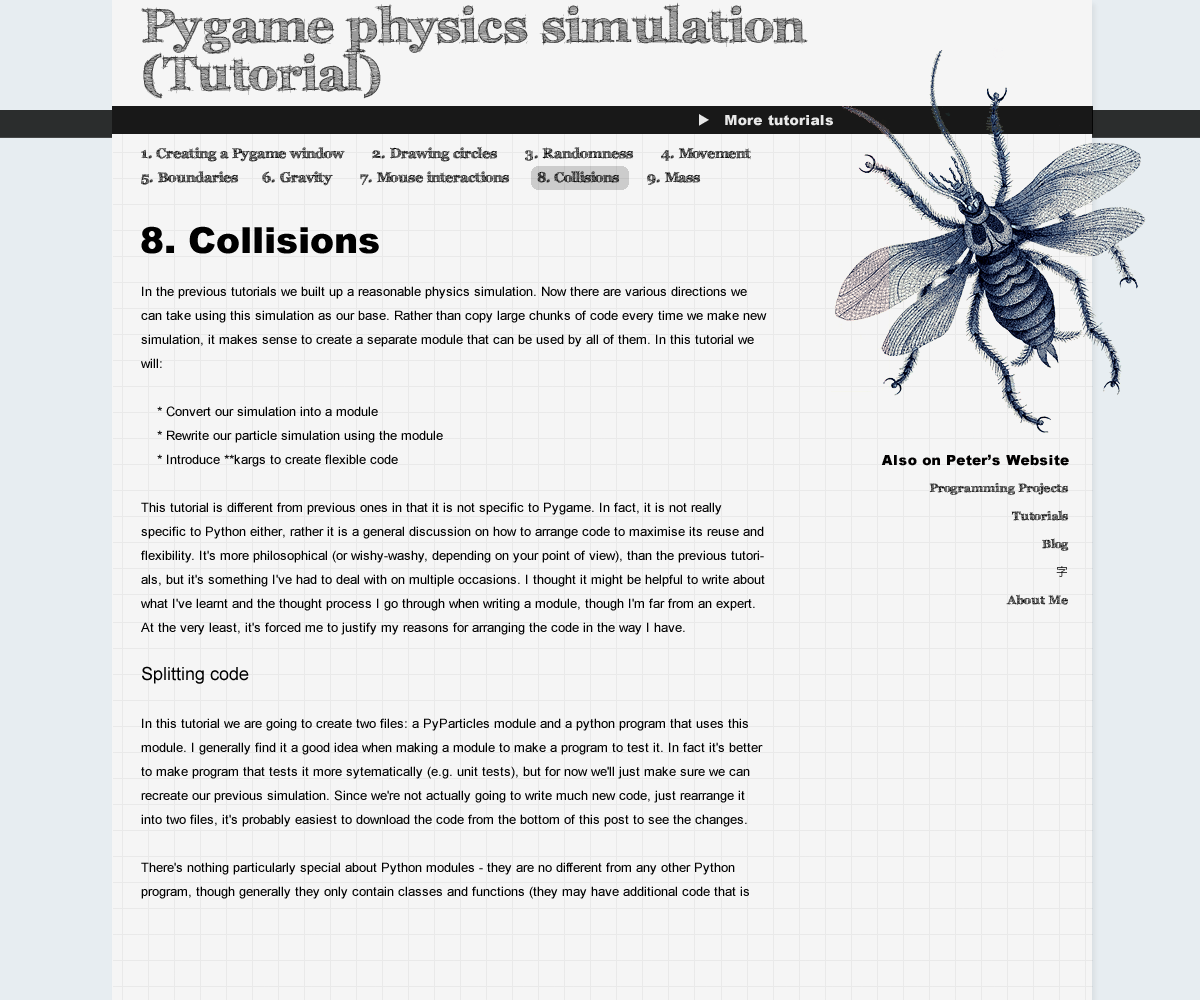 Pygame physics simulation
(Tutorial)
More tutorials
1. Creating a Pygame window 2. Drawing circles 3. Randomness 4. Movement
5. Boundaries 6. Gravity 7. Mouse interactions 8. Collisions 9. Mass
8. Collisions
In the previous tutorials we built up a reasonable physics simulation. Now there are various directions we
can take using this simulation as our base. Rather than copy large chunks of code every time we make new
simulation, it makes sense to create a separate module that can be used by all of them. In this tutorial we
will:
* Convert our simulation into a module
* Rewrite our particle simulation using the module
* Introduce **kargs to create flexible code
This tutorial is different from previous ones in that it is not specific to Pygame. In fact, it is not really
specific to Python either, rather it is a general discussion on how to arrange code to maximise its reuse and
flexibility. It's more philosophical (or wishy-washy, depending on your point of view), than the previous tutori-
als, but it's something I've had to deal with on multiple occasions. I thought it might be helpful to write about
what I've learnt and the thought process I go through when writing a module, though I'm far from an expert.
At the very least, it's forced me to justify my reasons for arranging the code in the way I have.
Splitting code
In this tutorial we are going to create two files: a PyParticles module and a python program that uses this
module. I generally find it a good idea when making a module to make a program to test it. In fact it's better
to make program that tests it more sytematically (e.g. unit tests), but for now we'll just make sure we can
recreate our previous simulation. Since we're not actually going to write much new code, just rearrange it
into two files, it's probably easiest to download the code from the bottom of this post to see the changes.
There's nothing particularly special about Python modules - they are no different from any other Python
program, though generally they only contain classes and functions (they may have additional code that is
Also on Peter’s Website
Programming Projects
Tutorials
Blog
字
About Me